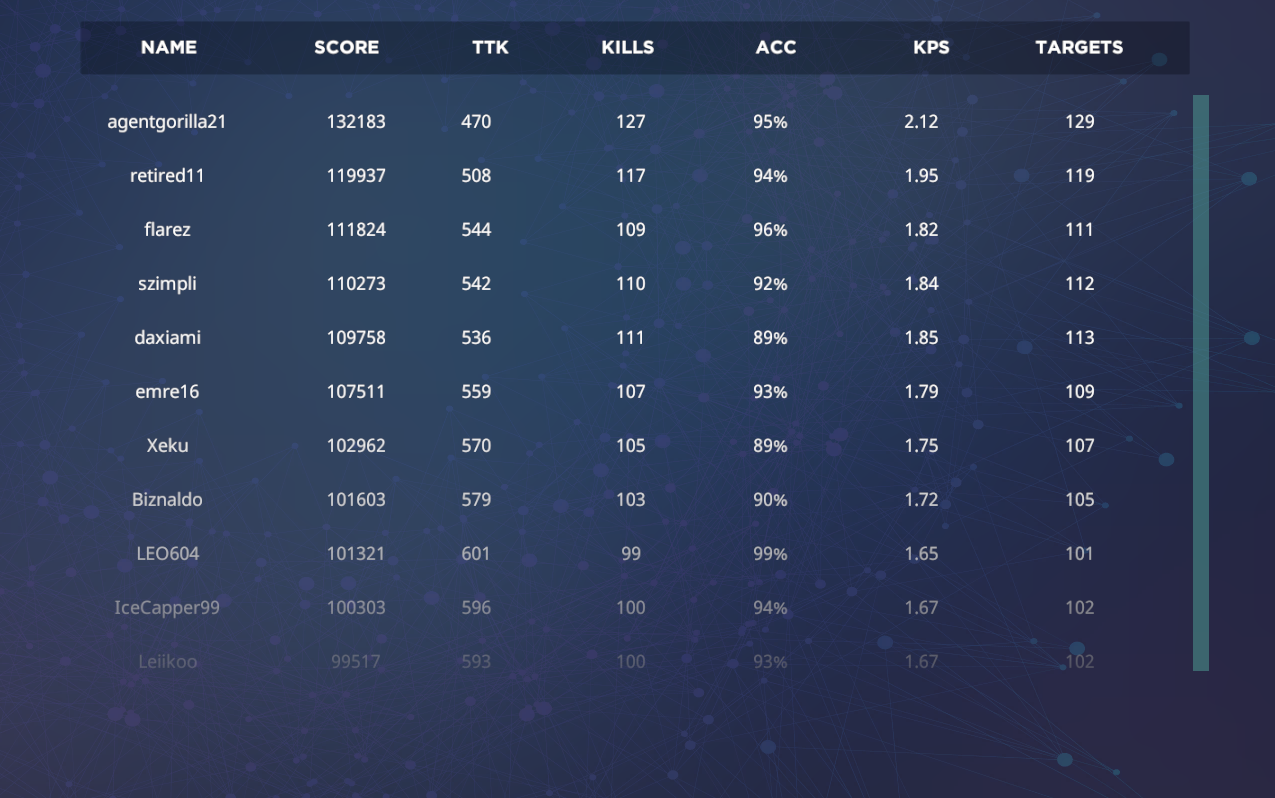 NAME SCORE TTK KILLS ACC KPS TARGETS
agentgorilla21 132183 470 127 95% 2.12 129
retired11 119937 508 117 94% 1.95 119
flarez 111824 544 109 96% 1.82 111
szimpli 110273 542 110 92% 1.84 112
daxiami 109758 536 111 89% 1.85 113
emre16 107511 559 107 93% 1.79 109
Xeku 102962 570 105 89% 1.75 107
Biznaldo 101603 579 103 90% 1.72 105
LEO604 101321 601 99 99% 1.65 101
IceCapper99 100303 596 100 94% 1.67 102
Leiikoo 99517 593 100 93% 1.67 102